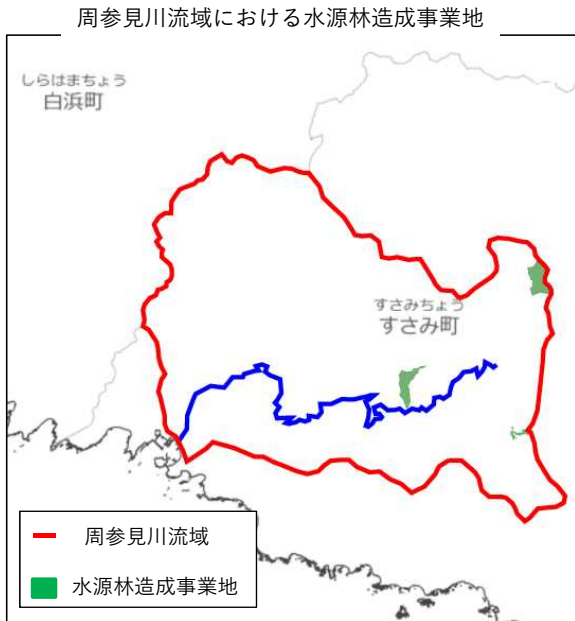 周参見川流域における水源林造成事業地
しらはまちょう
白浜町
すさみちょう
すさみ町
周参見川流域
水源林造成事業地